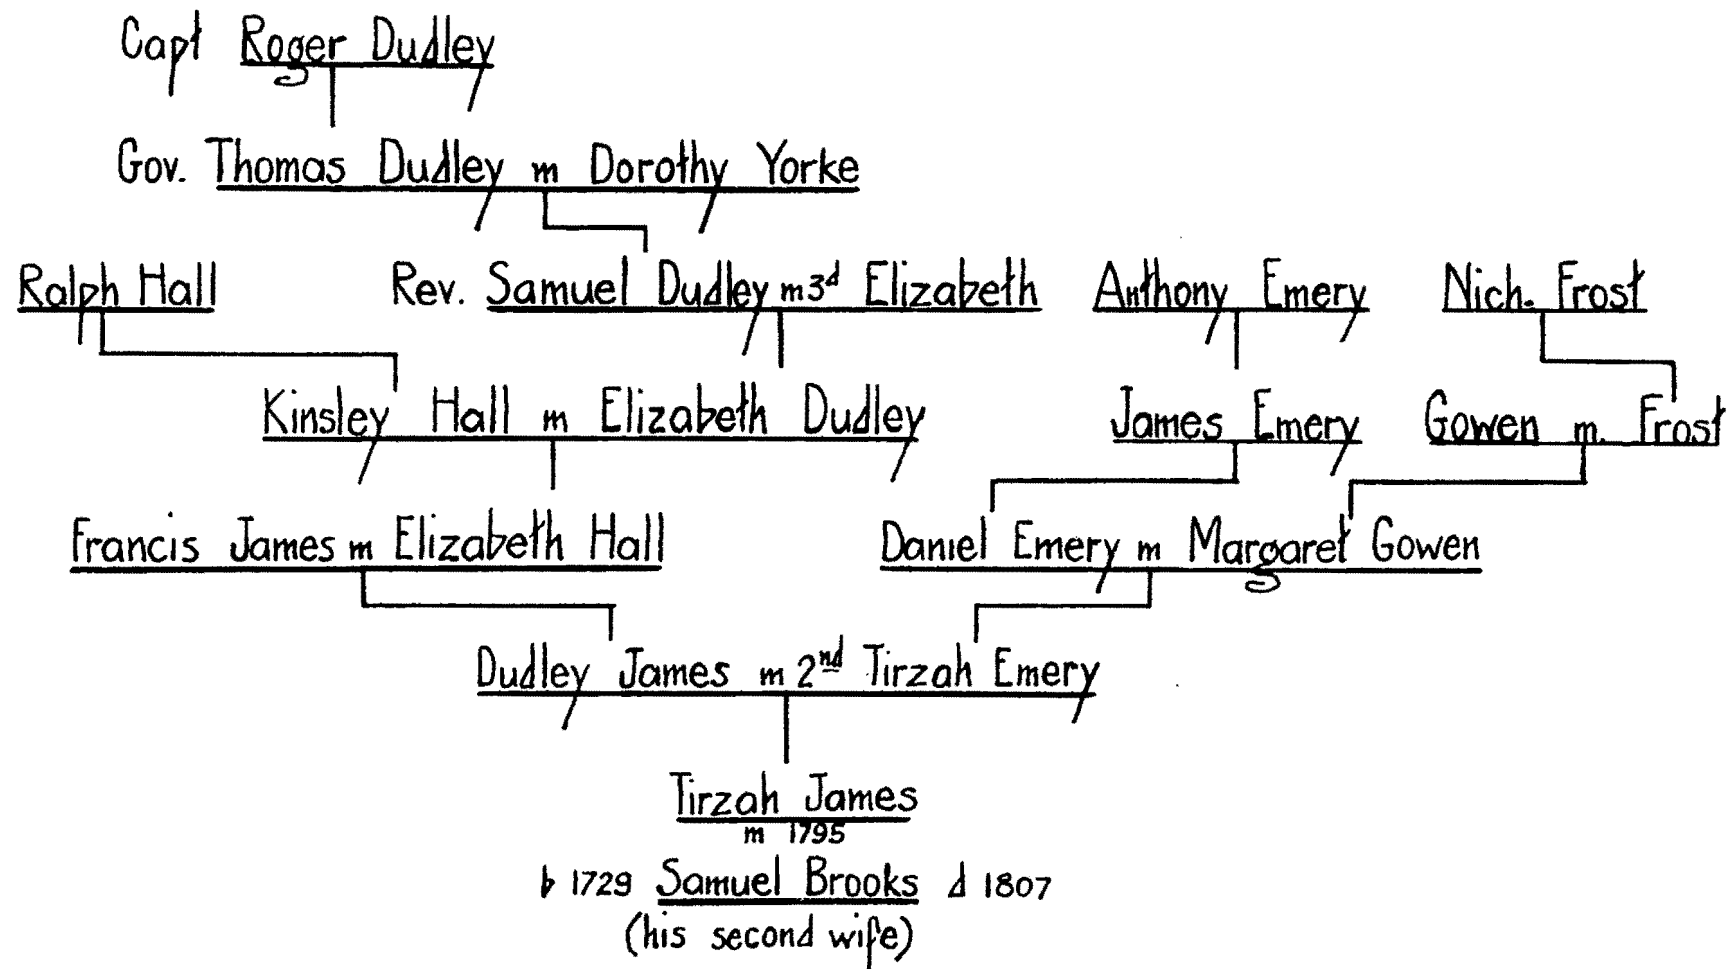 Capt Roger Dudley
Gov. Thomas Dudley m Dorothy Yorke
Ralph Hall Rev. Samuel Dudley m 3d Elizabeth Anthony Emery Nich. Frost
Kinsley Hall m Elizabeth Dudley James Emery Gowen m. Frost
Francis James m Elizabeth Hall Daniel Emery m Margaret Gowen
Dudley James m 2nd Tirzah Emery
Tirzah James
m 1795
b 1729 Samuel Brooks d 1807
(his second wife)